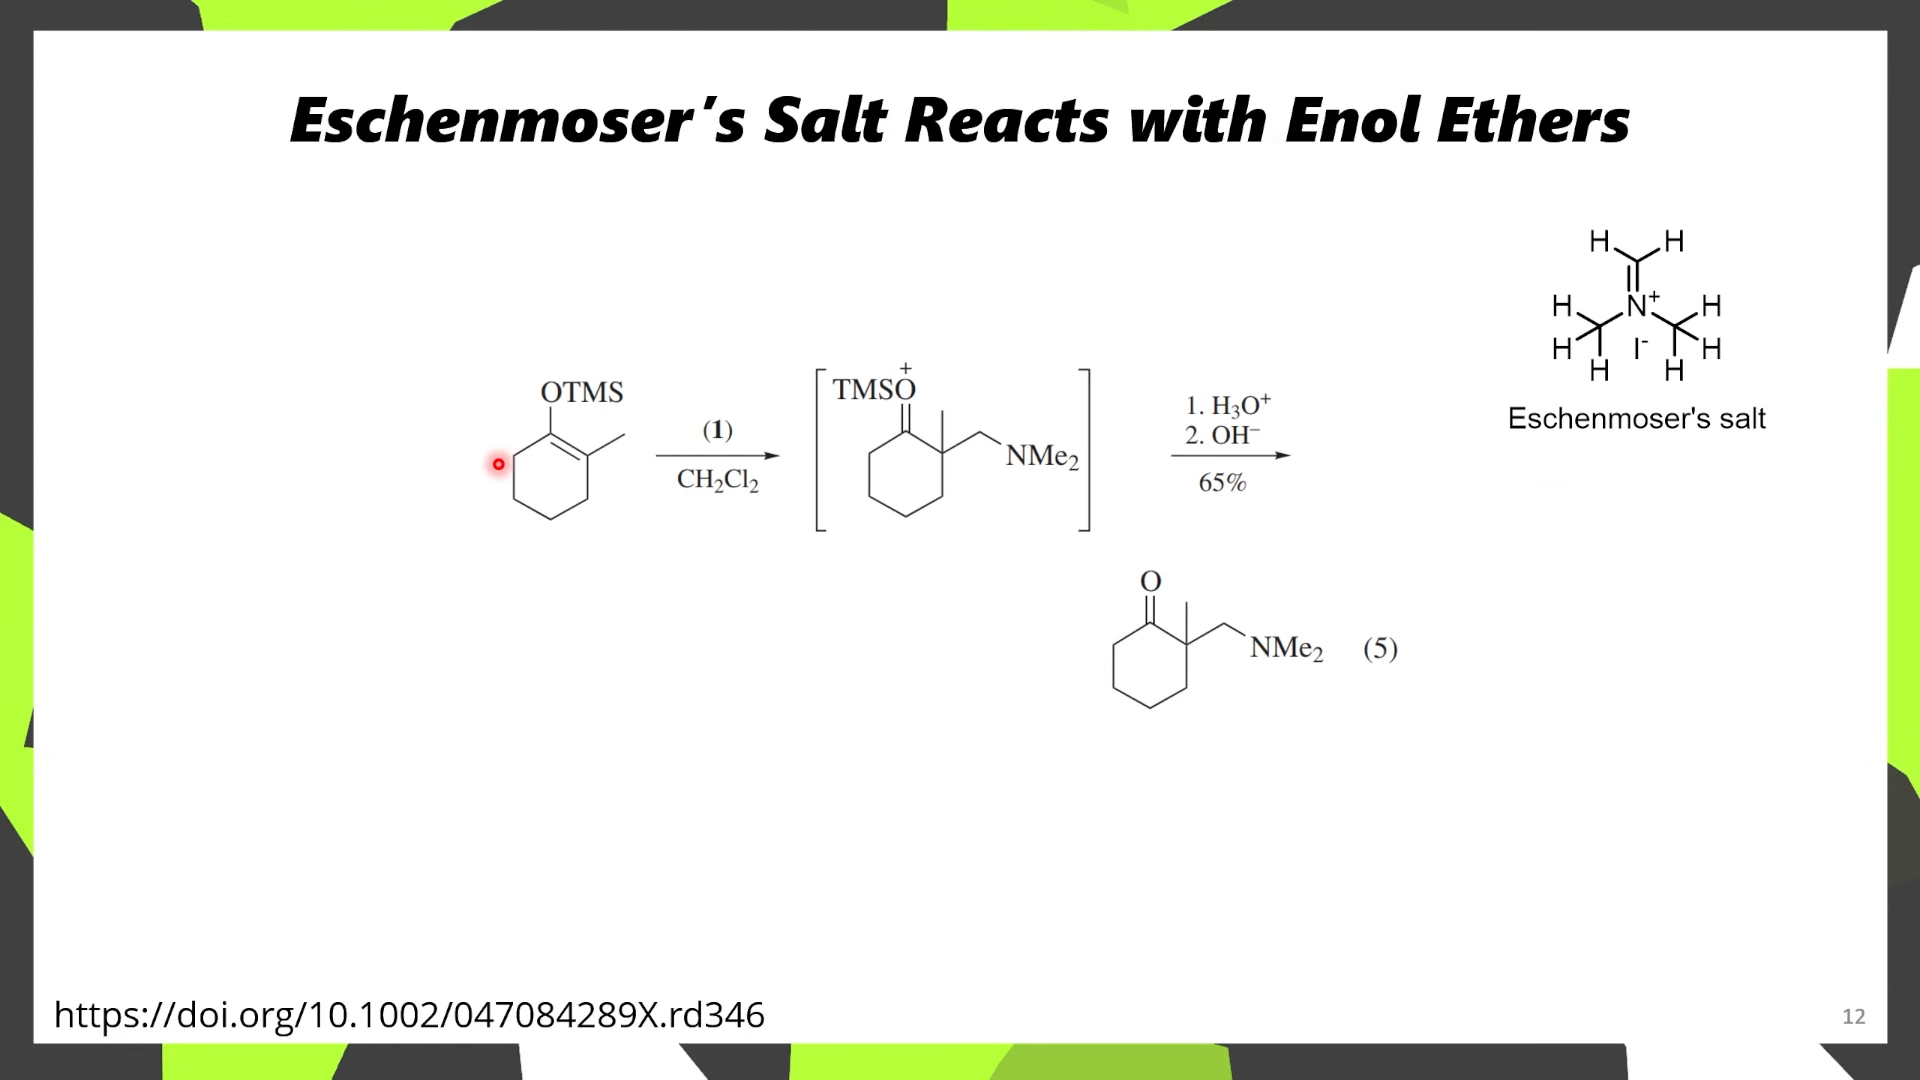 Eschenmoser´s Salt Reacts with Enol Ethers
H H
H N+ H
H I- H
H H
Eschenmoser's salt
OTMS
(1)
CH2Cl2
+
TMSO
NMe2
1. H3O+
2. OH−
65%
O
NMe2 (5)
https://doi.org/10.1002/047084289X.rd346
12